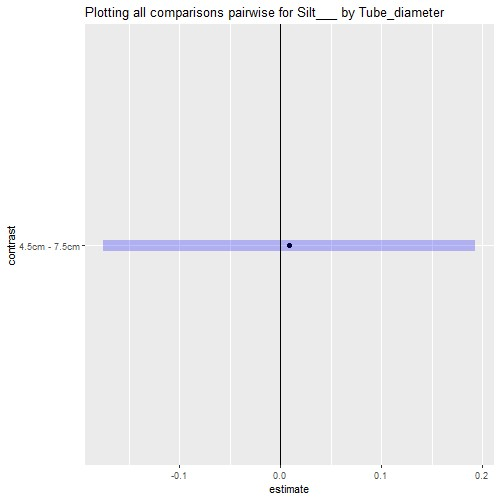 Plotting all comparisons pairwise for Silt___ by Tube_diameter
contrast
4.5cm - 7.5cm
-0.1 0.0 0.1 0.2
estimate